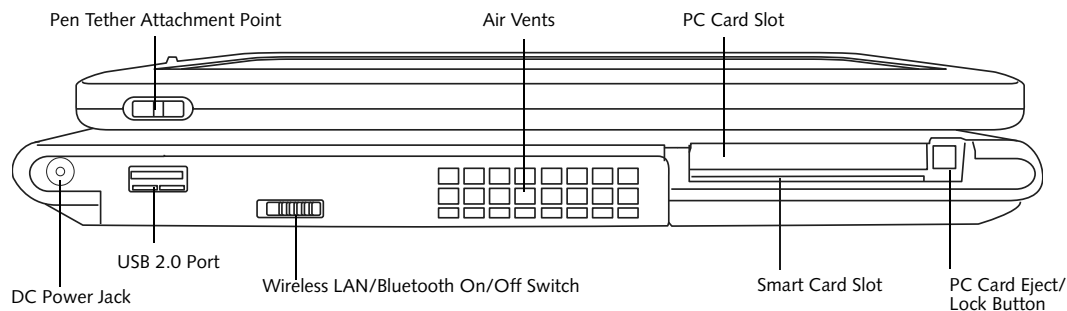 Pen Tether Attachment Point
Air Vents
PC Card Slot
USB 2.0 Port
DC Power Jack
Wireless LAN/Bluetooth On/Off Switch
Smart Card Slot
PC Card Eject/
Lock Button